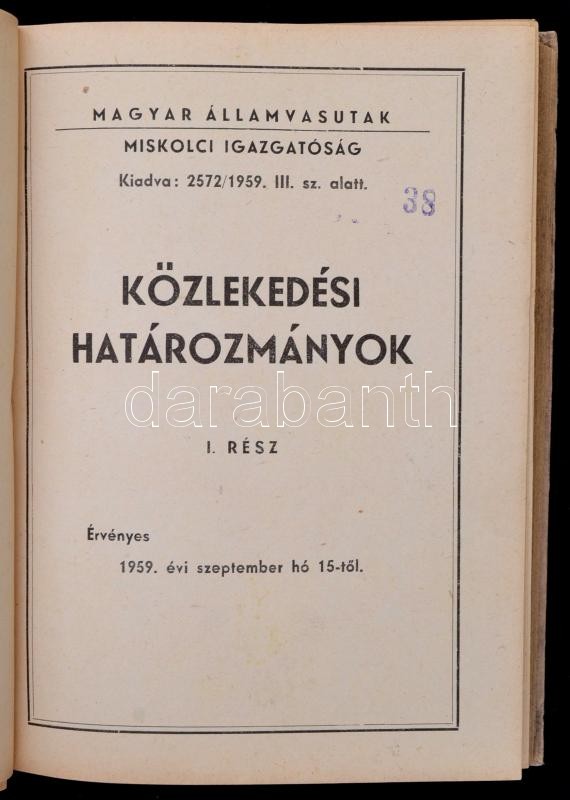 MAGYAR ÁLLAMVASUTAK
MISKOLCI IGAZGATÓSÁG
Kiadva: 2572/1959. III. sz. alatt.
38
KÖZLEKEDÉSI
HATÁROZMÁNYOK
darabanth
I. RÉSZ
Érvényes
1959. évi szeptember hó 15-től.